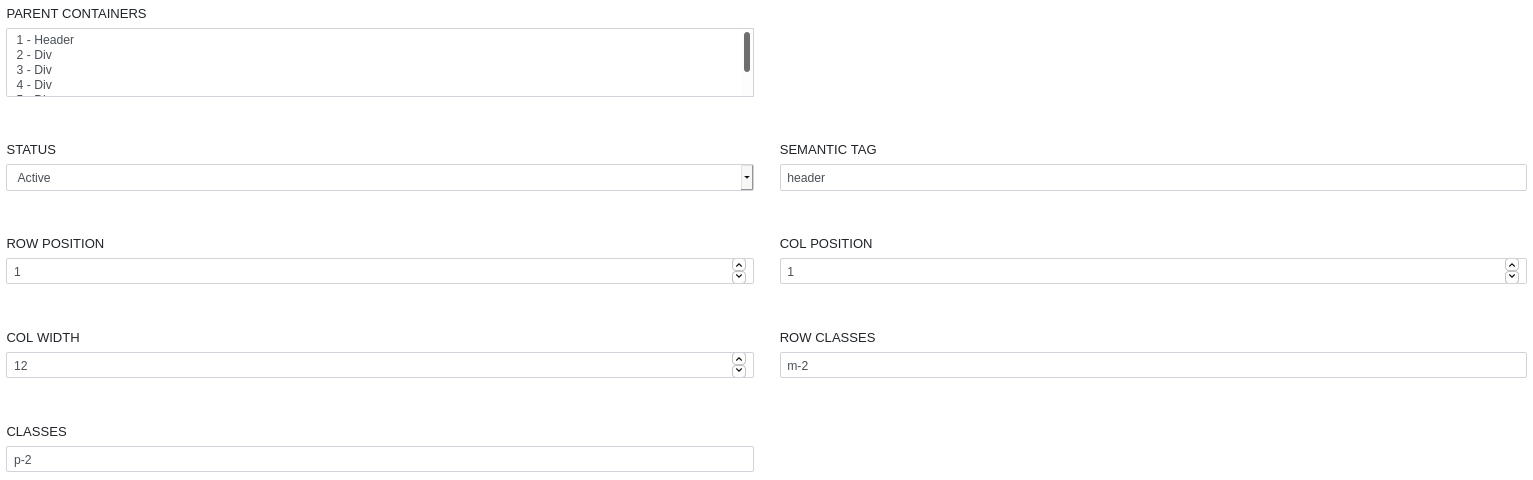 PARENT CONTAINERS
1 - Header
2 - Div
3 - Div
4 - Div
STATUS
SEMANTIC TAG
Active
header
ROW POSITION
COL POSITION
1
1
COL WIDTH
ROW CLASSES
12
m-2
CLASSES
p-2